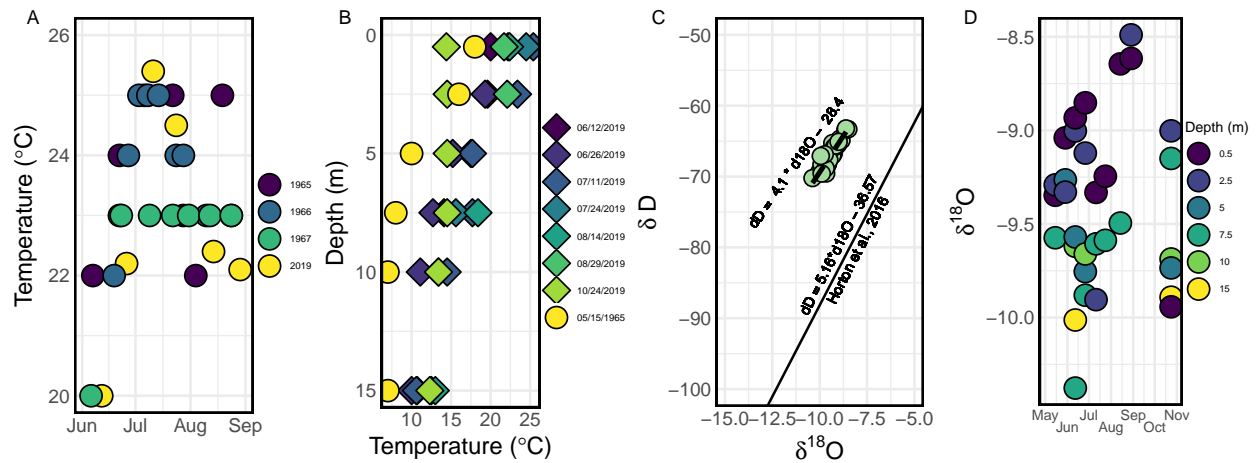 A
26
24
22
20
Temperature (°C)
Jun
Jul
Aug
Sep
1965
1966
1967
2019
B
0
5
10
15
Depth (m)
10
15
20
25
Temperature (°C)
06/12/2019
06/26/2019
07/11/2019
07/24/2019
08/14/2019
08/29/2019
10/24/2019
05/15/1965
C
−50
−60
−70
−80
−90
−100
δ D
dD = 4.1 * d18O − 28.4
dD = 5.16*d18O −36.57
Horton et al., 2016
−15.0
−12.5
−10.0
−7.5
−5.0
δ18O
D
−8.5
−9.0
−9.5
−10.0
δ18O
May
Jun
Jul
Aug
Sep
Oct
Nov
Depth (m)
0.5
2.5
5
7.5
10
15